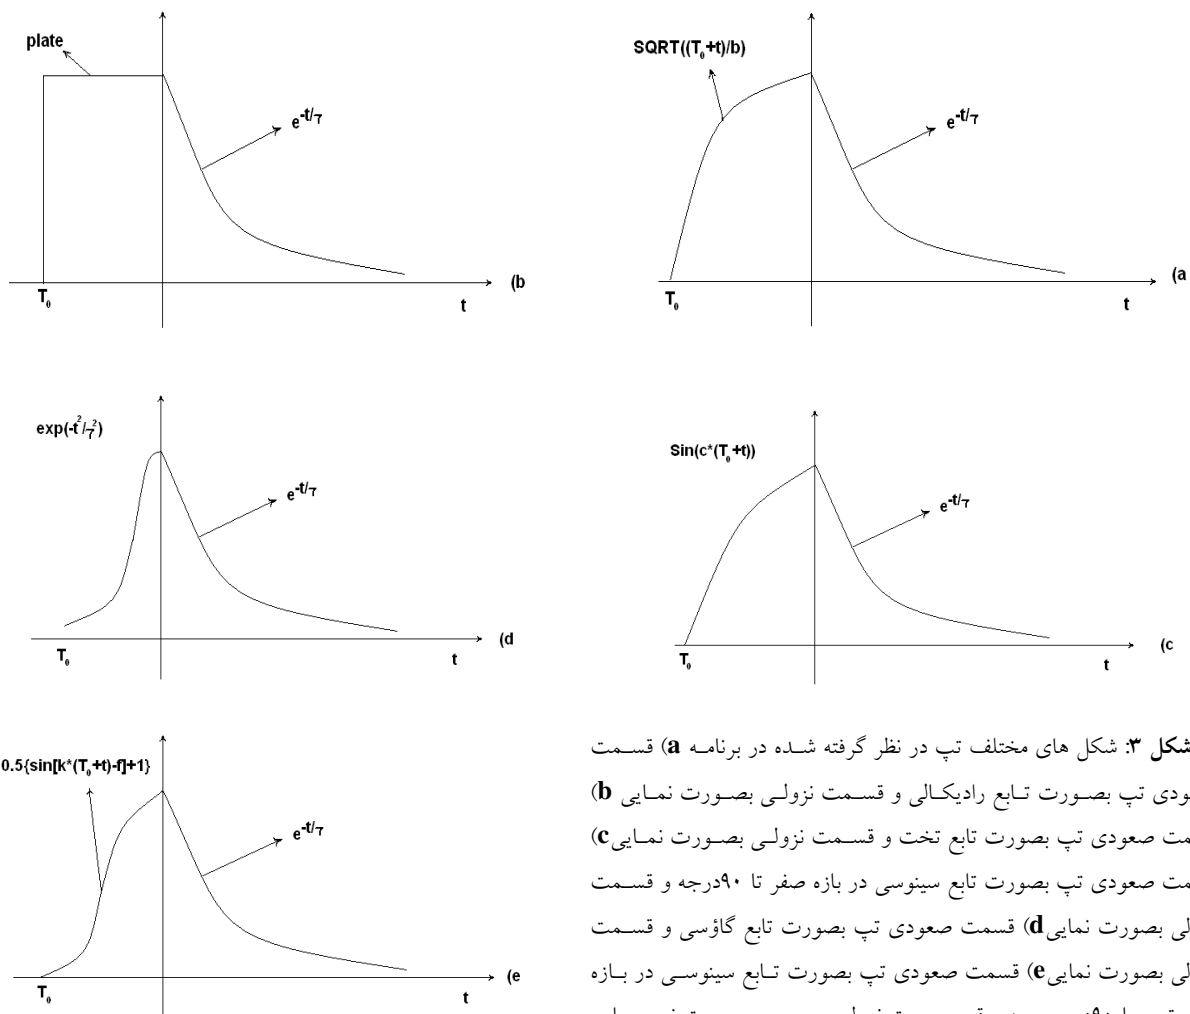 plate
e-t/τ
T0
t
(b
SQRT((T0+t)/b)
e-t/τ
T0
t
(a
exp(-t2/τ2)
e-t/τ
T0
t
(d
Sin(c*(T0+t))
e-t/τ
T0
t
(c
0.5{sin[k*(T0+t)-f]+1}
e-t/τ
T0
t
(e
شکل ۳: شکل های مختلف تپ در نظر گرفته شده در برنامه a) قسمت
ودی تپ بصورت تابع رادیکالی و قسمت نزولی بصورت نمایی b)
مت صعودی تپ بصورت تابع تخت و قسمت نزولی بصورت نمایی c)
مت صعودی تپ بصورت تابع سینوسی در بازه صفر تا ۹۰درجه و قسمت
لی بصورت نمایی d) قسمت صعودی تپ بصورت تابع گاؤسی و قسمت
لی بصورت نمایی e) قسمت صعودی تپ بصورت تابع سینوسی در بازه